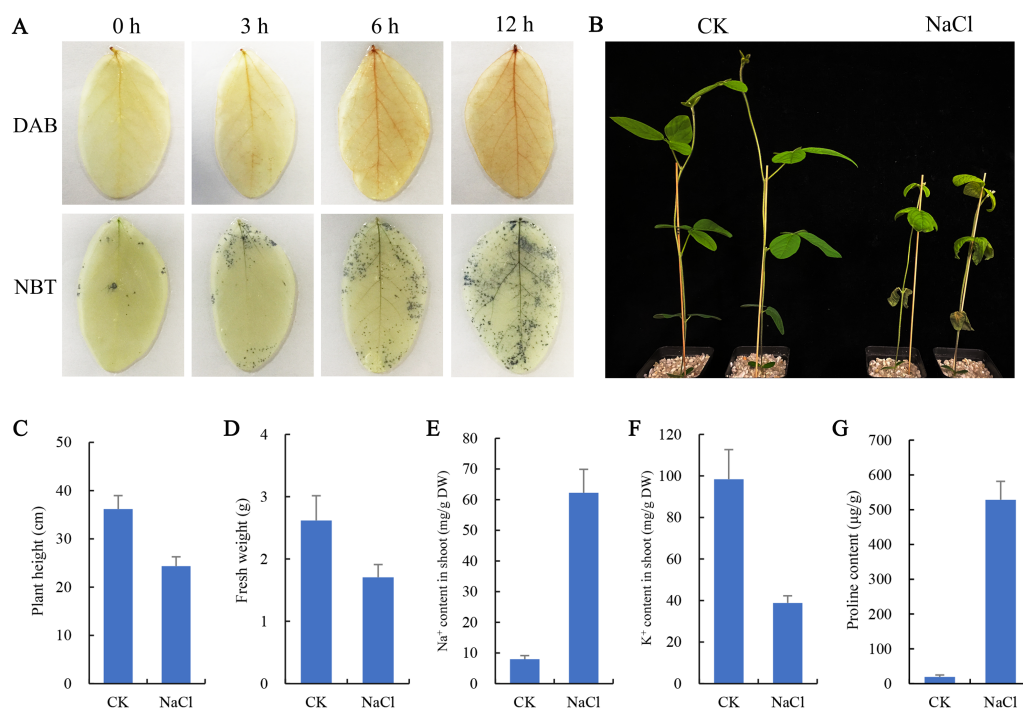 A
0 h 3 h 6 h 12 h
DAB
NBT
B
CK NaCl
C
Plant height (cm)
50
40
30
20
10
0
CK NaCl
D
Fresh weight (g)
4
3
2
1
0
CK NaCl
E
Na⁺ content in shoot (mg/g DW)
80
70
60
50
40
30
20
10
0
CK NaCl
F
K⁺ content in shoot (mg/g DW)
120
100
80
60
40
20
0
CK NaCl
G
Proline content (μg/g)
700
600
500
400
300
200
100
0
CK NaCl